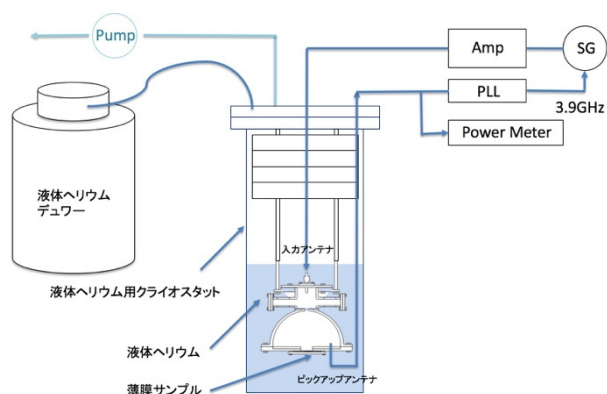 Pump
Amp
SG
PLL
3.9GHz
Power Meter
液体ヘリウム
デュワー
入力アンテナ
液体ヘリウム用クライオスタット
液体ヘリウム
ピックアップアンテナ
薄膜サンプル